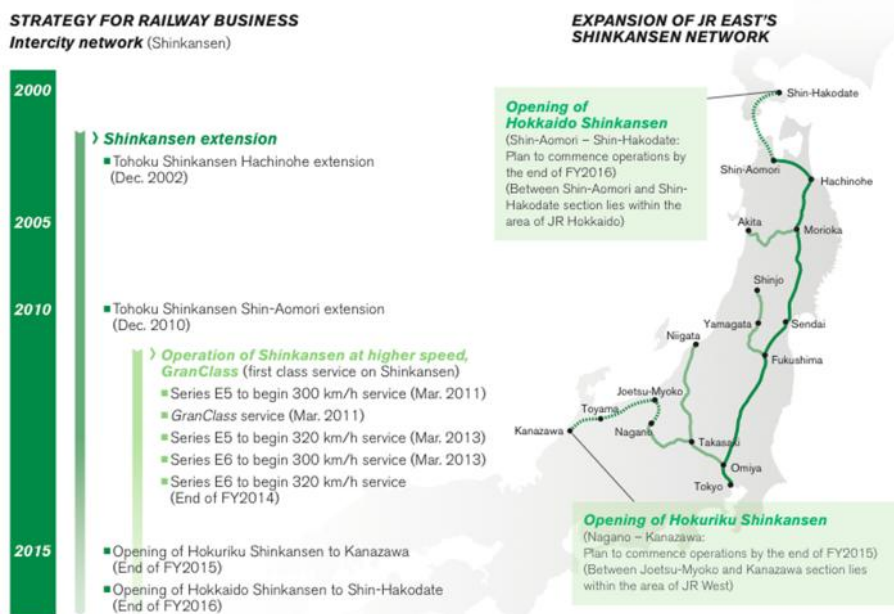 STRATEGY FOR RAILWAY BUSINESS
Intercity network (Shinkansen)
2000
❭ Shinkansen extension
■ Tohoku Shinkansen Hachinohe extension
(Dec. 2002)
2005
2010
■ Tohoku Shinkansen Shin-Aomori extension
(Dec. 2010)
❭ Operation of Shinkansen at higher speed,
GranClass (first class service on Shinkansen)
■ Series E5 to begin 300 km/h service (Mar. 2011)
■ GranClass service (Mar. 2011)
■ Series E5 to begin 320 km/h service (Mar. 2013)
■ Series E6 to begin 300 km/h service (Mar. 2013)
■ Series E6 to begin 320 km/h service
(End of FY2014)
2015
■ Opening of Hokuriku Shinkansen to Kanazawa
(End of FY2015)
■ Opening of Hokkaido Shinkansen to Shin-Hakodate
(End of FY2016)
EXPANSION OF JR EAST'S
SHINKANSEN NETWORK
Opening of
Hokkaido Shinkansen
(Shin-Aomori – Shin-Hakodate:
Plan to commence operations by
the end of FY2016)
(Between Shin-Aomori and Shin-
Hakodate section lies within the
area of JR Hokkaido)
Shin-Hakodate
Shin-Aomori
Hachinohe
Akita
Morioka
Shinjo
Yamagata
Sendai
Niigata
Fukushima
Joetsu-Myoko
Toyama
Kanazawa
Nagano
Takasaki
Omiya
Tokyo
Opening of Hokuriku Shinkansen
(Nagano – Kanazawa:
Plan to commence operations by the end of FY2015)
(Between Joetsu-Myoko and Kanazawa section lies
within the area of JR West)